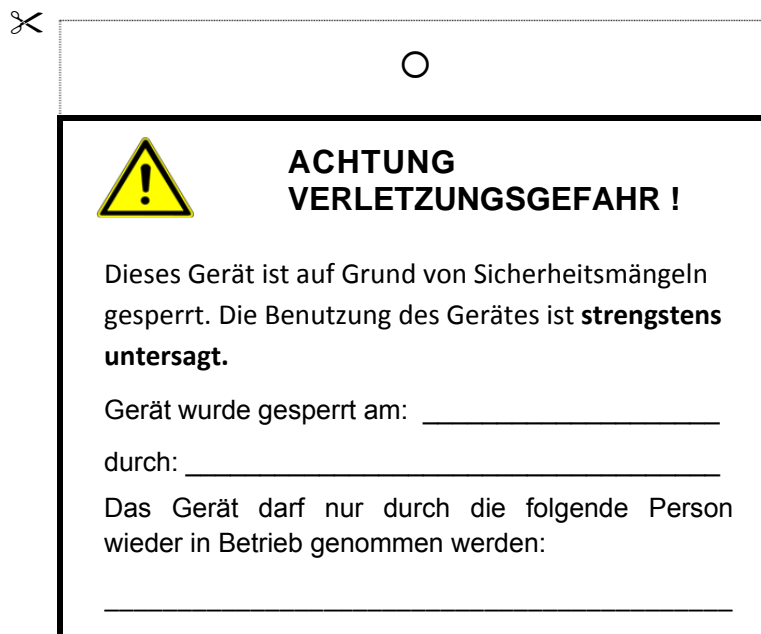 ACHTUNG
VERLETZUNGSGEFAHR !
Dieses Gerät ist auf Grund von Sicherheitsmängeln
gesperrt. Die Benutzung des Gerätes ist strengstens
untersagt.
Gerät wurde gesperrt am: ____________________
durch: ____________________________________
Das Gerät darf nur durch die folgende Person
wieder in Betrieb genommen werden:
__________________________________________